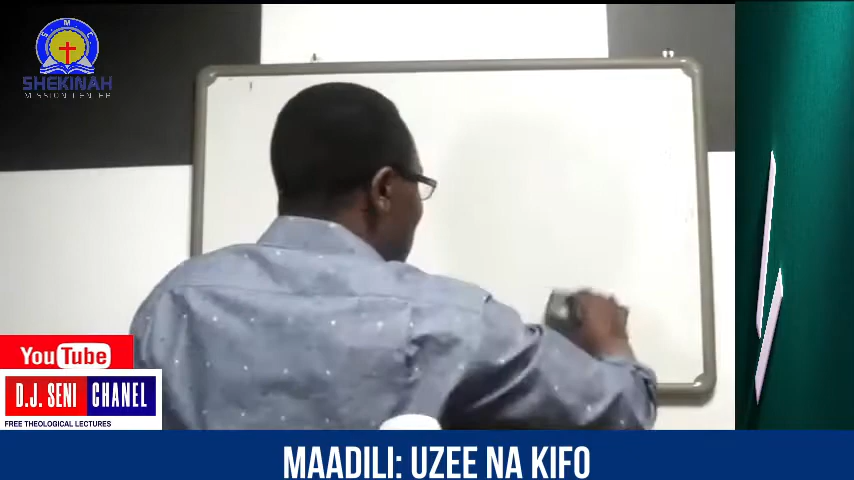 S M C
SHEKINAH
MISSION CENTER
YouTube
D.J. SENI CHANEL
FREE THEOLOGICAL LECTURES
MAADILI: UZEE NA KIFO